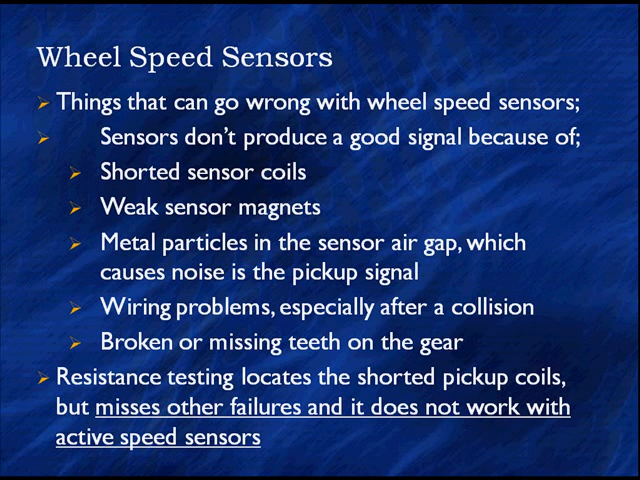 Wheel Speed Sensors
Things that can go wrong with wheel speed sensors;
Sensors don't produce a good signal because of;
Shorted sensor coils
Weak sensor magnets
Metal particles in the sensor air gap, which
causes noise is the pickup signal
Wiring problems, especially after a collision
Broken or missing teeth on the gear
Resistance testing locates the shorted pickup coils,
but misses other failures and it does not work with
active speed sensors